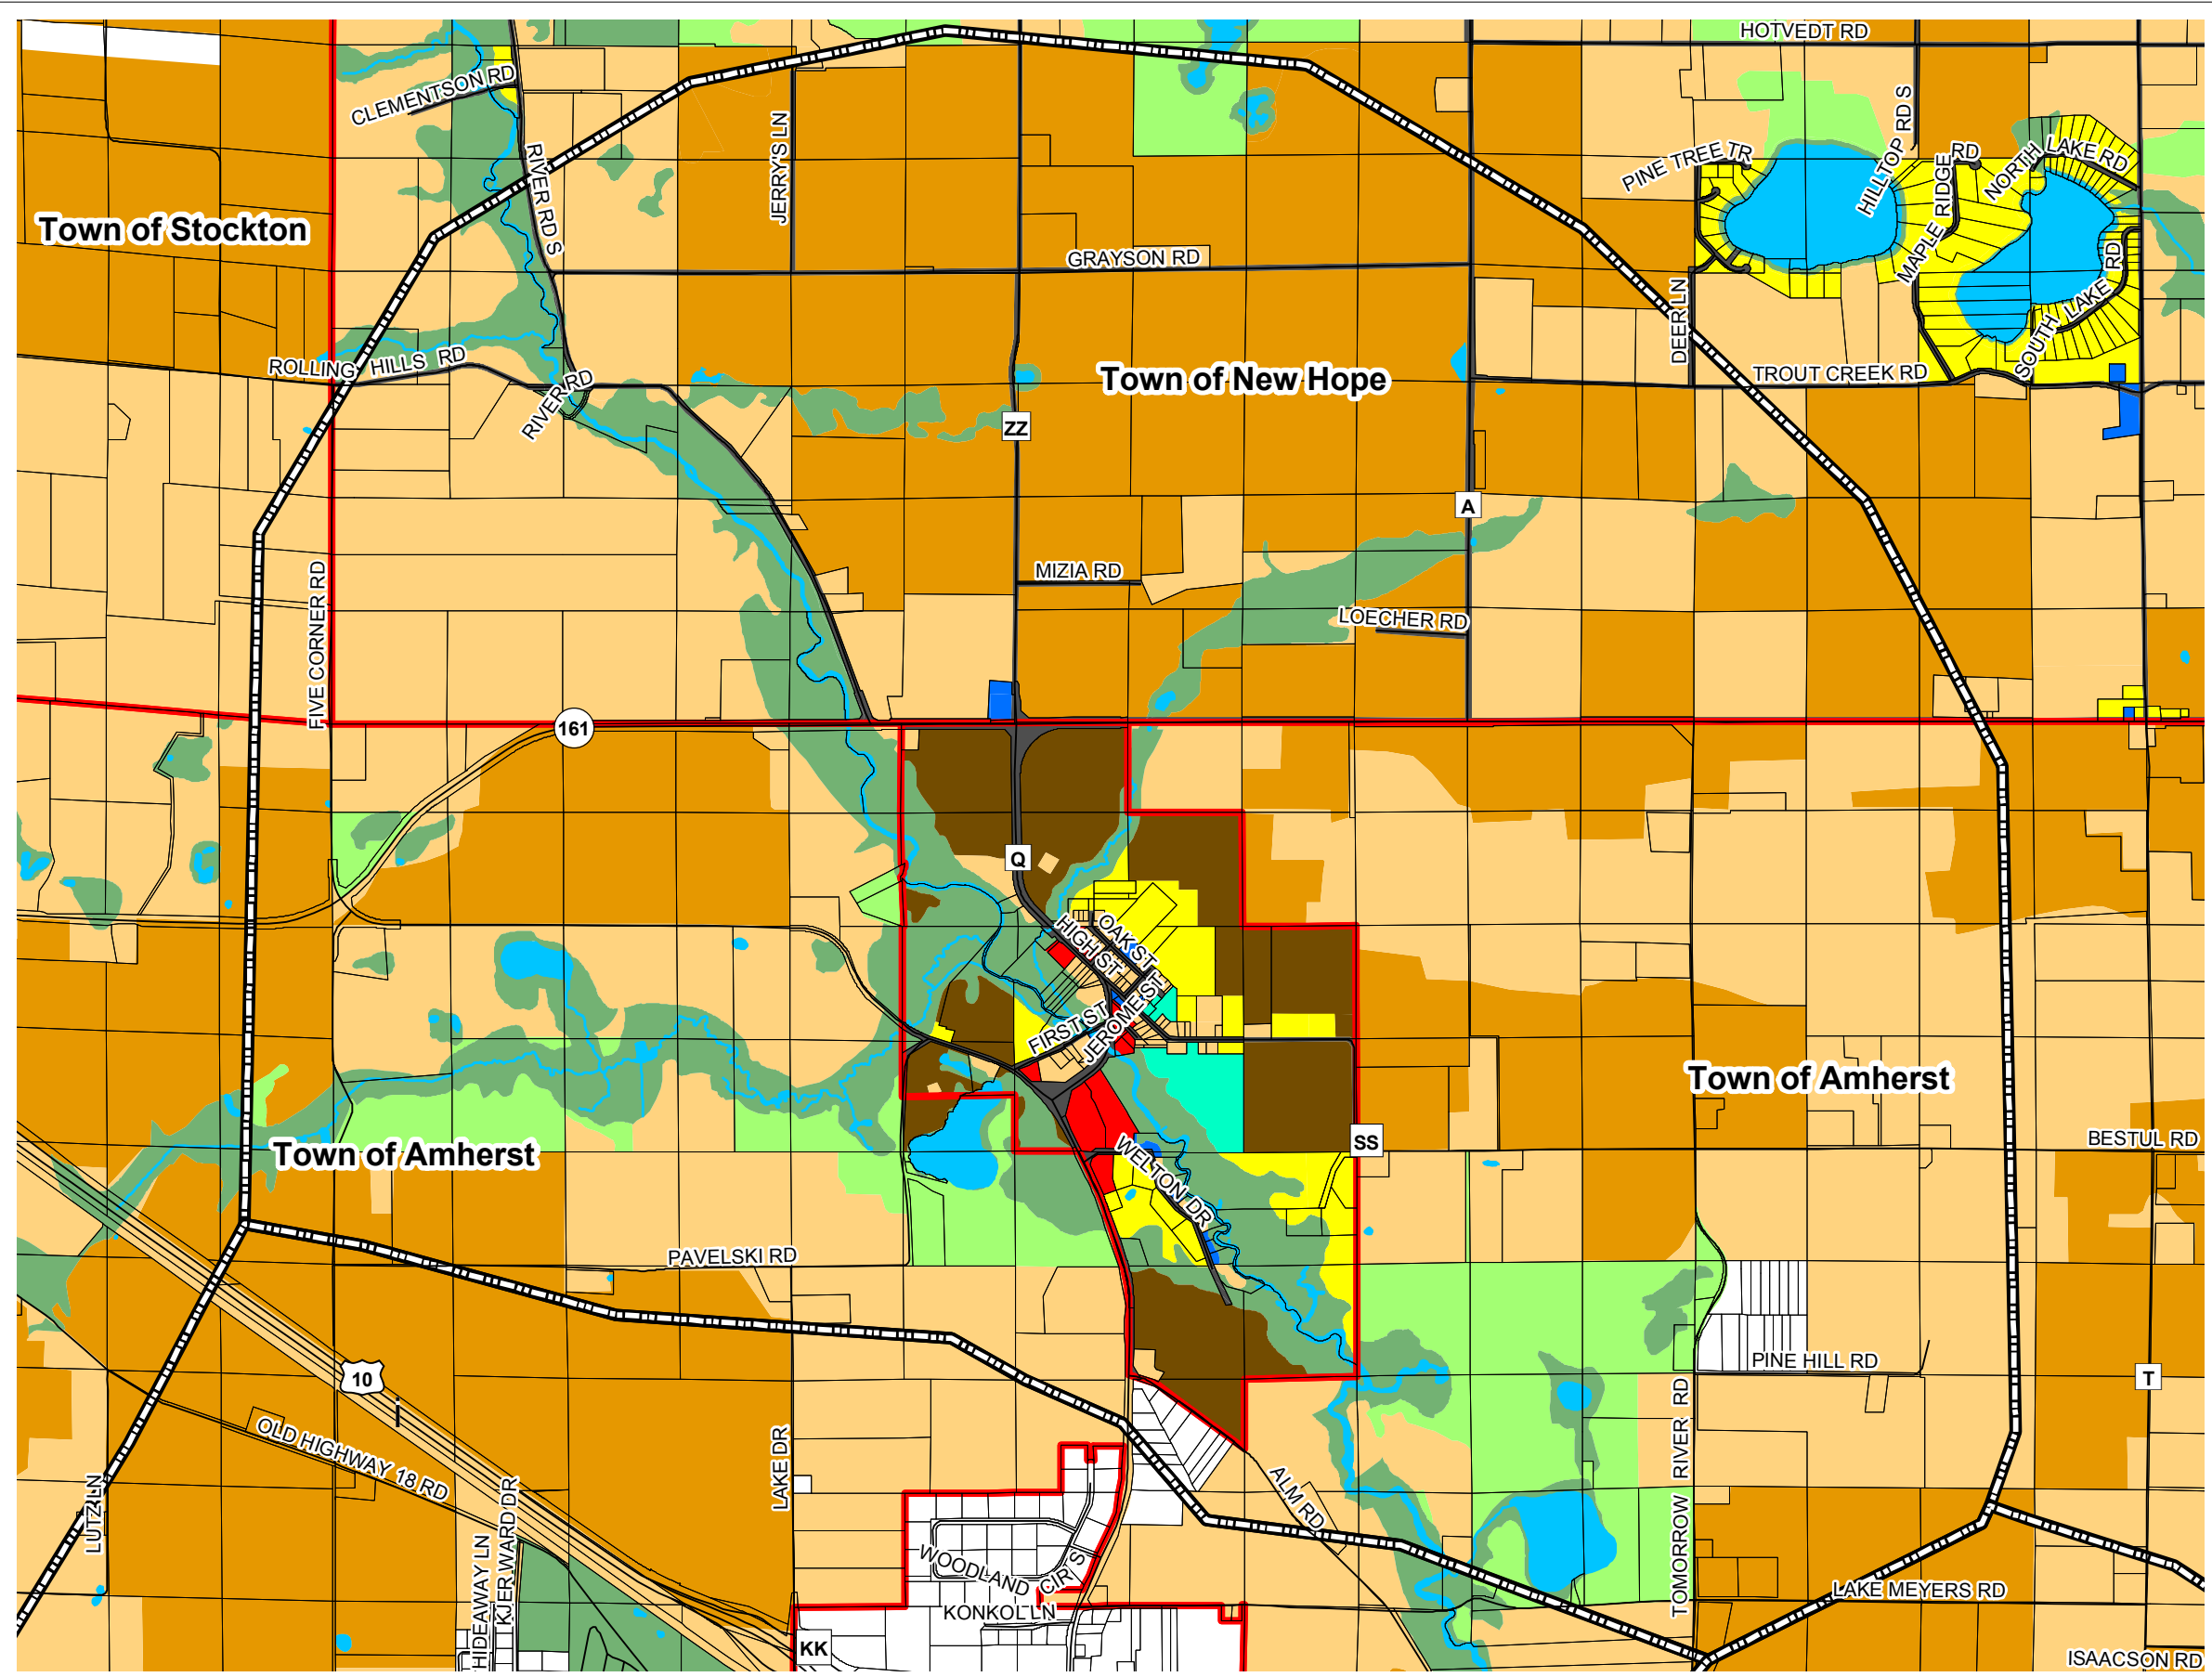 HOTVEDT RD
CLEMENTSON RD
RIVER RD S
JERRY'S LN
PINE TREE TR
HILLTOP RD S
MAPLE RIDGE RD
NORTH LAKE RD
Town of Stockton
GRAYSON RD
SOUTH LAKE RD
DEER LN
ROLLING HILLS RD
RIVER RD
Town of New Hope
TROUT CREEK RD
ZZ
A
MIZIA RD
LOECHER RD
FIVE CORNER RD
161
Q
OAK ST
HIGH ST
FIRST ST
JEROME ST
Town of Amherst
Town of Amherst
SS
BESTUL RD
WELTON DR
PAVELSKI RD
10
i
PINE HILL RD
T
OLD HIGHWAY 18 RD
LAKE DR
LUTZ LN
ALM RD
TOMORROW RIVER RD
HIDEAWAY LN
KJER WARD DR
WOODLAND CIR S
KONKOL LN
LAKE MEYERS RD
KK
ISAACSON RD